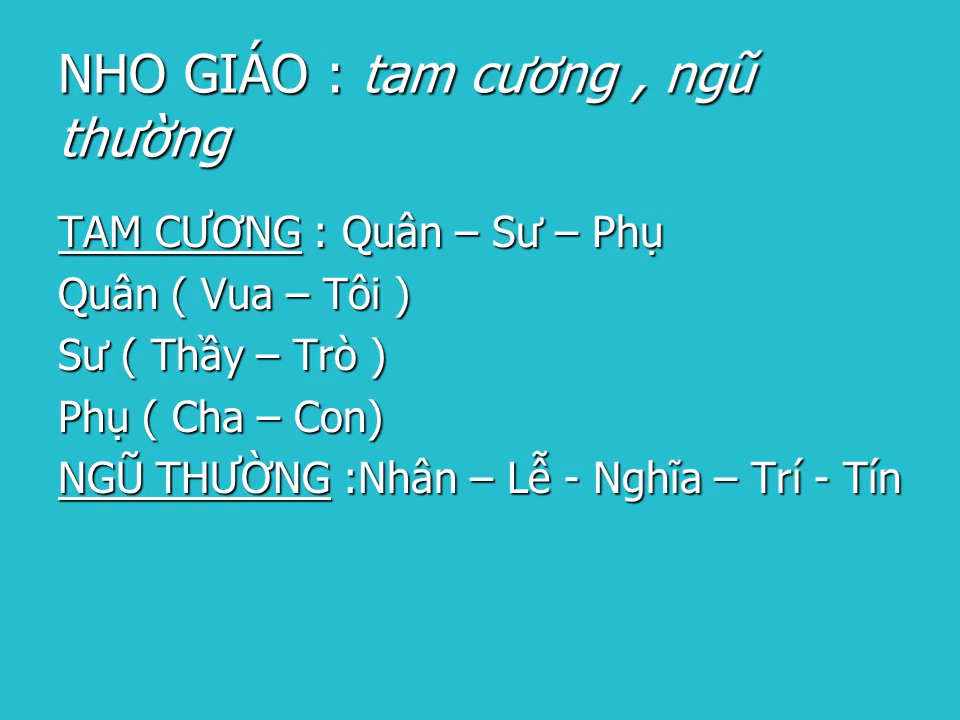 NHO GIÁO : tam cương , ngũ
thường
TAM CƯƠNG : Quân – Sư – Phụ
Quân ( Vua – Tôi )
Sư ( Thầy – Trò )
Phụ ( Cha – Con)
NGŨ THƯỜNG :Nhân – Lễ - Nghĩa – Trí - Tín